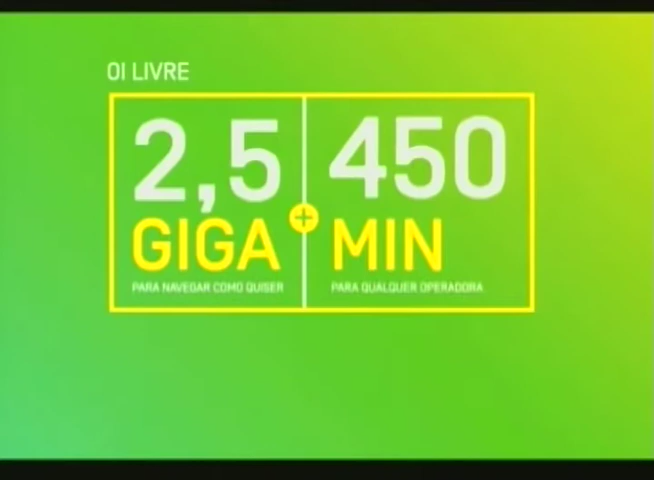 OI LIVRE
2,5
GIGA
PARA NAVEGAR COMO QUISER
+
450
MIN
PARA QUALQUER OPERADORA